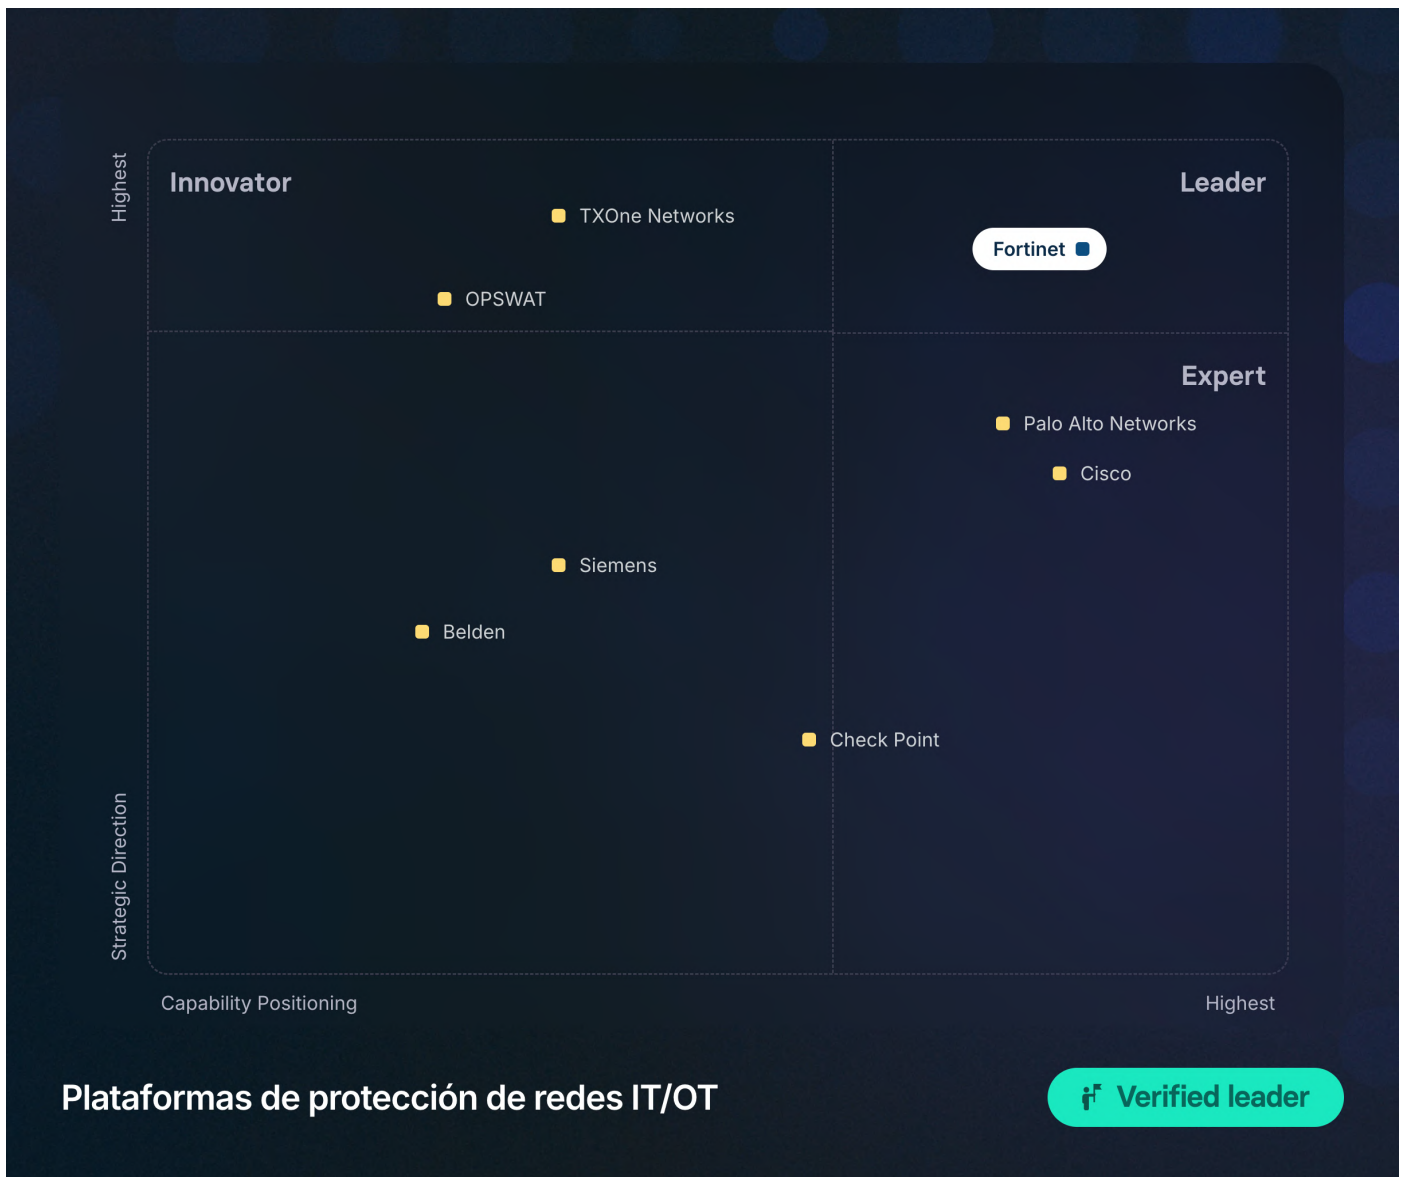 Highest
Innovator
Leader
TXOne Networks
Fortinet
OPSWAT
Expert
Palo Alto Networks
Cisco
Siemens
Belden
Check Point
Strategic Direction
Capability Positioning
Highest
Plataformas de protección de redes IT/OT
Verified leader